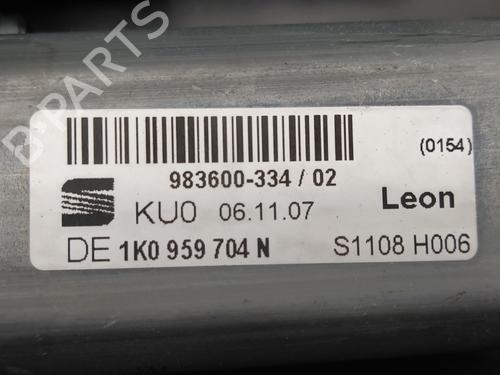 B-PARTS
(0154)
983600-334 / 02
KU0 06.11.07 Leon
DE 1K0 959 704 N S1108 H006